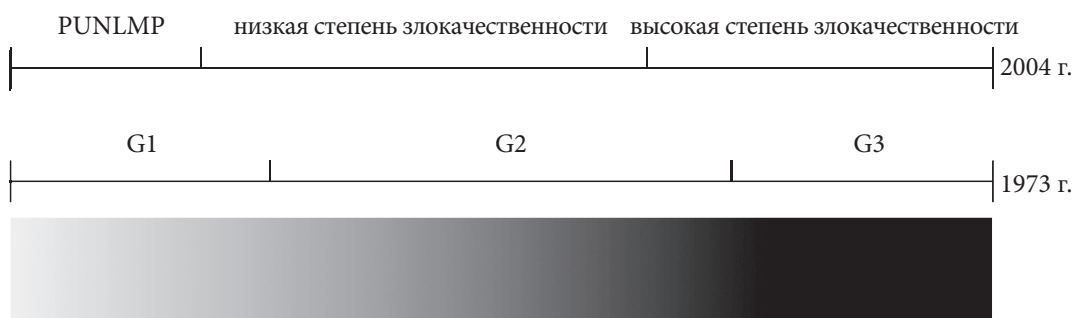 PUNLMP низкая степень злокачественности высокая степень злокачественности
2004 г.
G1 G2 G3
1973 г.